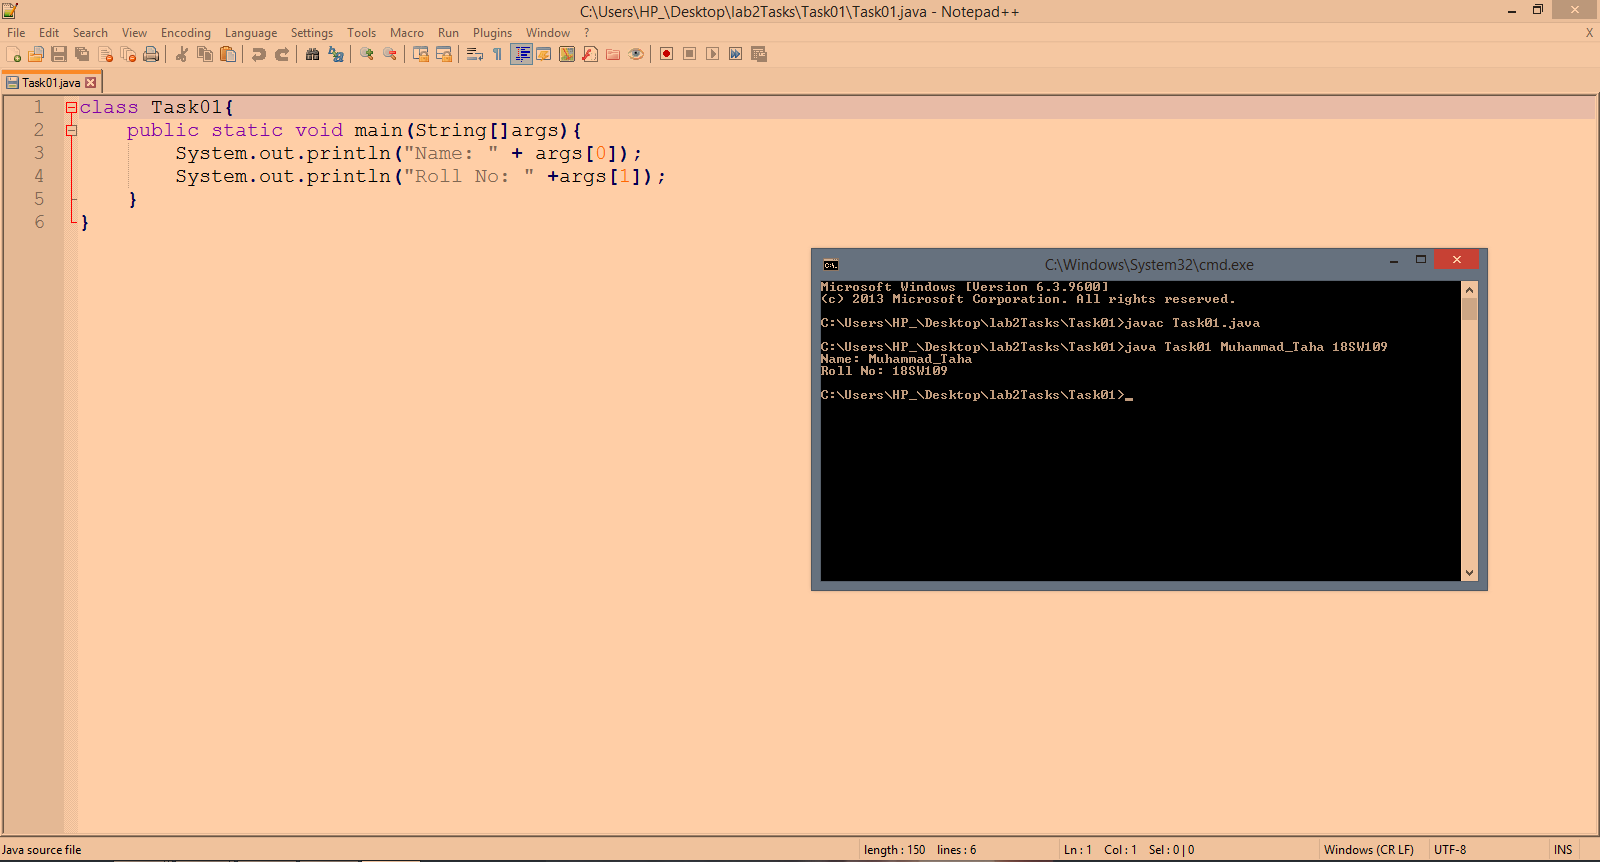 C:\Users\HP_\Desktop\lab2Tasks\Task01\Task01.java - Notepad++
File Edit Search View Encoding Language Settings Tools Macro Run Plugins Window ? X
Task01.java
1 class Task01{
2 public static void main(String[]args){
3 System.out.println("Name: " + args[0]);
4 System.out.println("Roll No: " +args[1]);
5 }
6 }
C:\Windows\System32\cmd.exe
Microsoft Windows [Version 6.3.9600]
(c) 2013 Microsoft Corporation. All rights reserved.
C:\Users\HP_\Desktop\lab2Tasks\Task01>javac Task01.java
C:\Users\HP_\Desktop\lab2Tasks\Task01>java Task01 Muhammad_Taha 18SW109
Name: Muhammad_Taha
Roll No: 18SW109
C:\Users\HP_\Desktop\lab2Tasks\Task01>_
Java source file length : 150 lines : 6 Ln : 1 Col : 1 Sel : 0 | 0 Windows (CR LF) UTF-8 INS